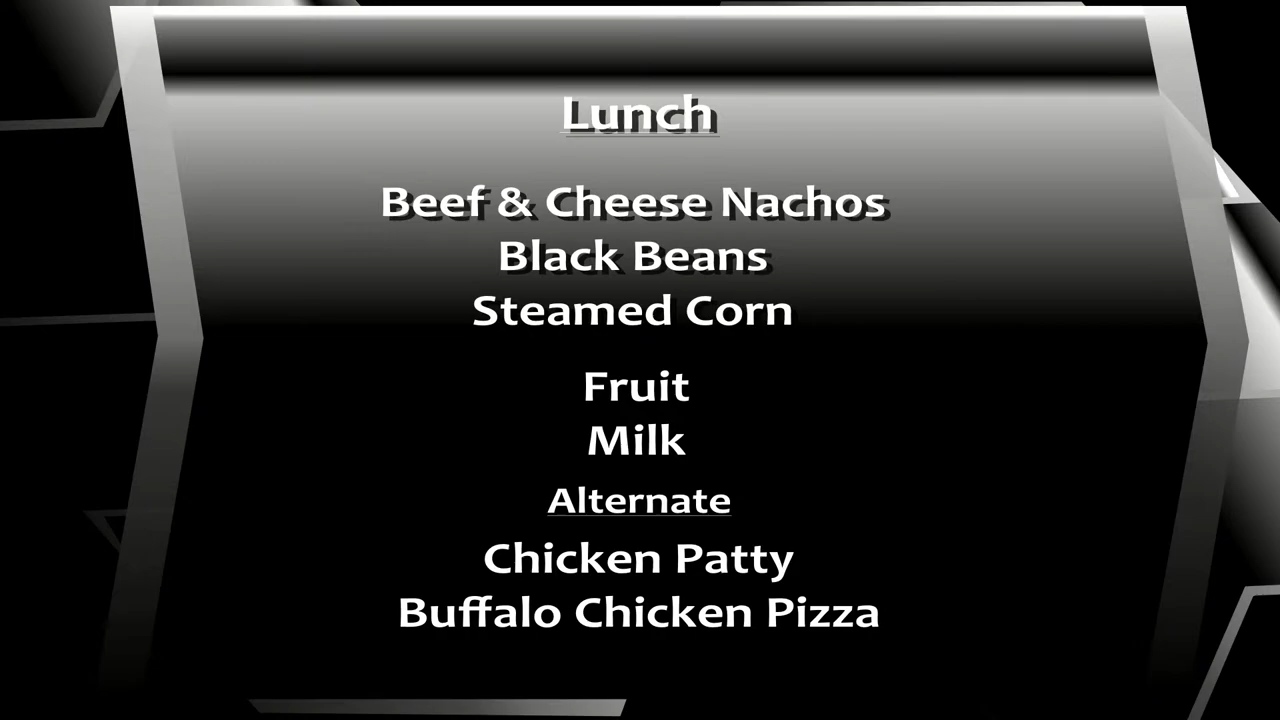 Lunch
Beef & Cheese Nachos
Black Beans
Steamed Corn
Fruit
Milk
Alternate
Chicken Patty
Buffalo Chicken Pizza